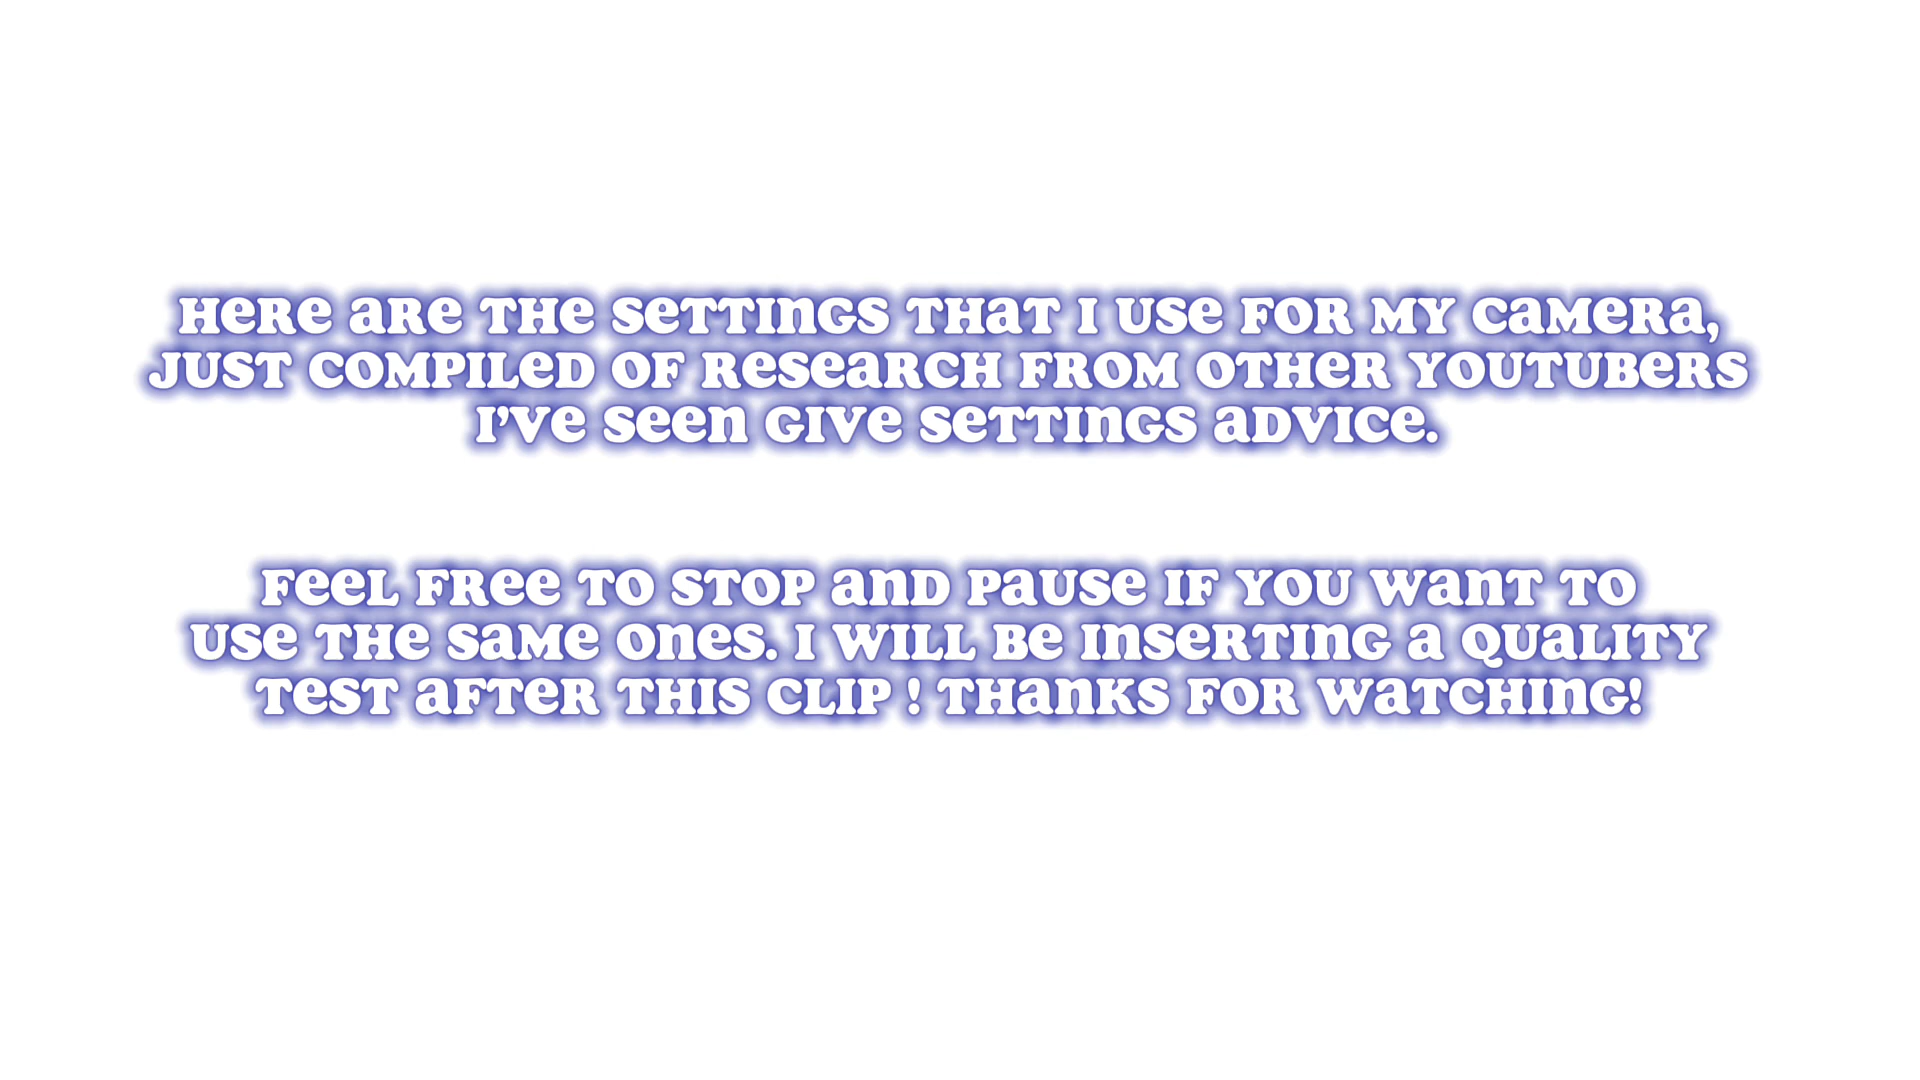 HeRe aRe THe SeTTInGS THaT I USe FOR MY CaMeRa,
JUST COMPILeD OF ReSeaRCH FROM OTHeR YOUTUBeRS
I'Ve Seen GIVe SeTTInGS aDVICe.
FeeL FRee TO STOP anD PaUSe IF YOU WanT TO
USe THe SaMe OneS. I WILL Be InSeRTInG a QUaLITY
TeST aFTeR THIS CLIP ! THanKS FOR WaTCHInG!